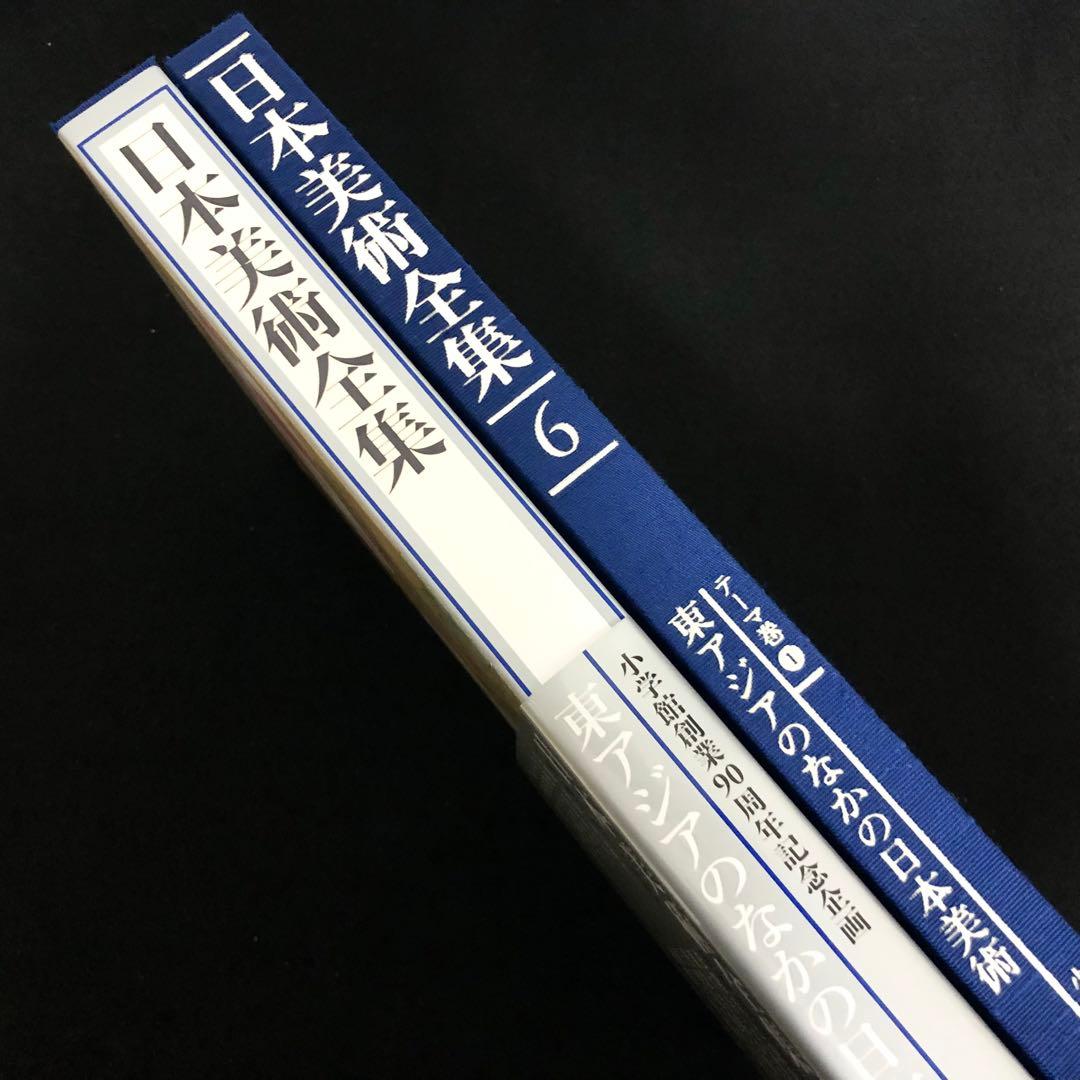 日本美術全集
6
テーマ巻❶
東アジアのなかの日本美術
日本美術全集
小学館創業90周年記念企画
東アジアのなかの日